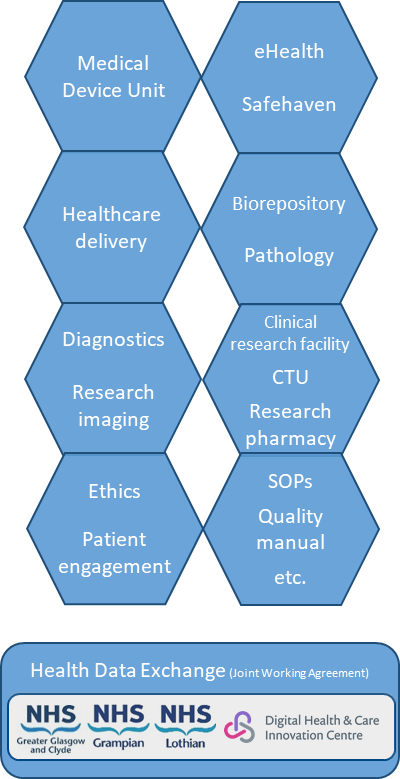 Medical
Device Unit
eHealth
Safehaven
Healthcare
delivery
Biorepository
Pathology
Diagnostics
Research
imaging
Clinical
research facility
CTU
Research
pharmacy
Ethics
Patient
engagement
SOPs
Quality
manual
etc.
Health Data Exchange (Joint Working Agreement)
NHS
Greater Glasgow
and Clyde
NHS
Grampian
NHS
Lothian
Digital Health & Care
Innovation Centre